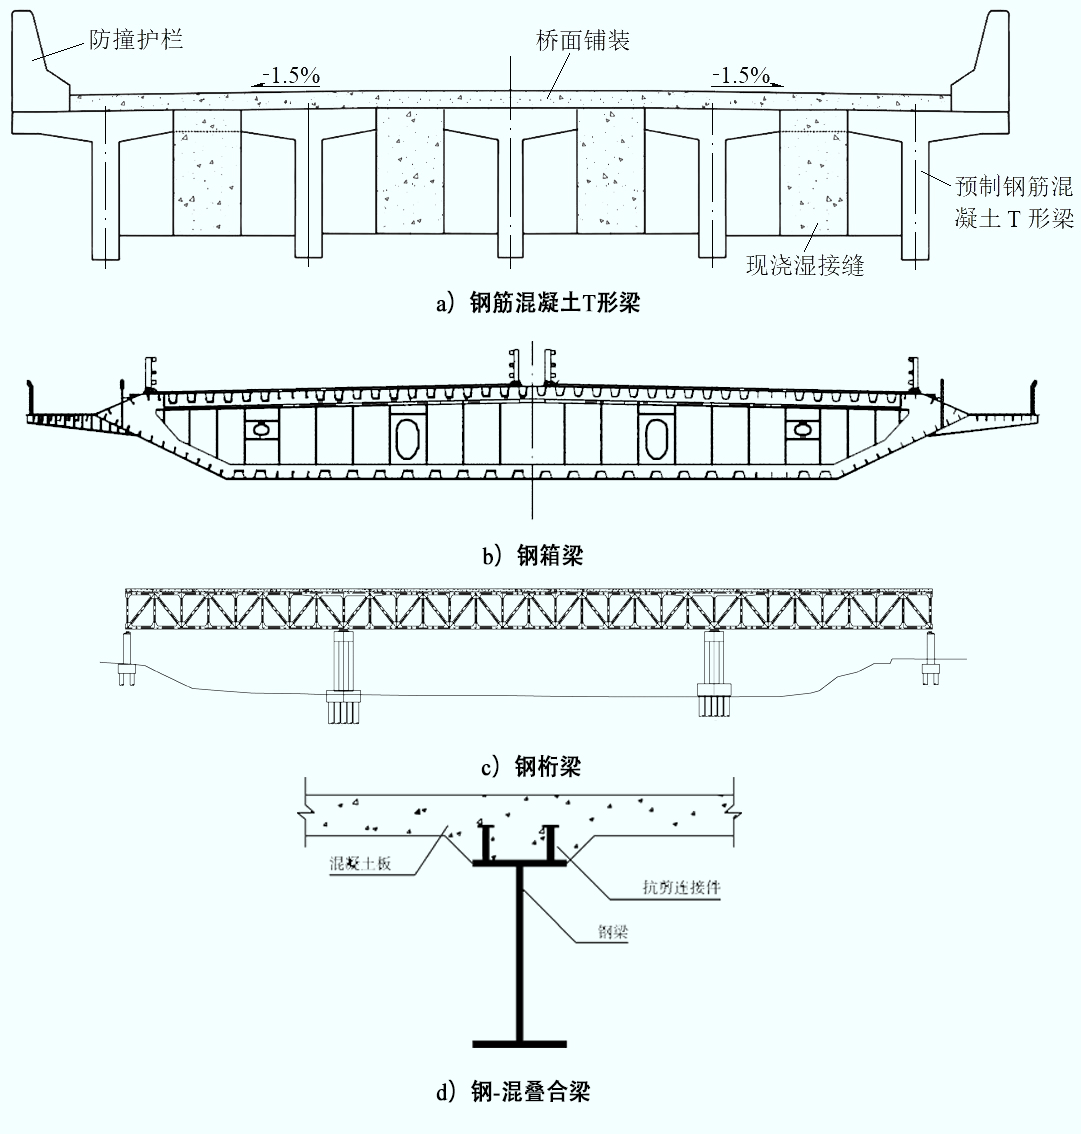 防撞护栏
桥面铺装
-1.5%
-1.5%
预制钢筋混
凝土 T 形梁
现浇湿接缝
a）钢筋混凝土T形梁
b）钢箱梁
c）钢桁梁
混凝土板
抗剪连接件
钢梁
d）钢-混叠合梁